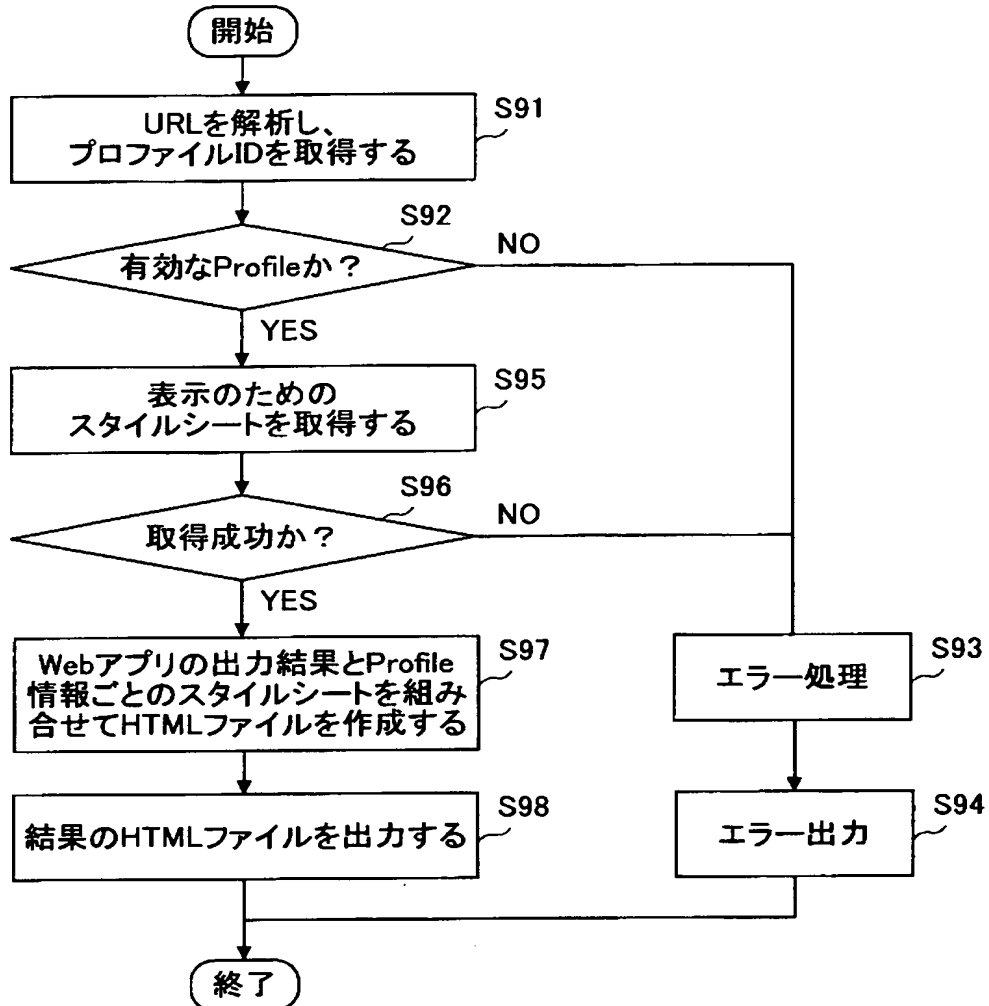 開始
URLを解析し、
プロファイルIDを取得する
S91
S92
有効なProfileか？
NO
YES
表示のための
スタイルシートを取得する
S95
S96
取得成功か？
NO
YES
Webアプリの出力結果とProfile
情報ごとのスタイルシートを組み
合せてHTMLファイルを作成する
S97
エラー処理
S93
結果のHTMLファイルを出力する
S98
エラー出力
S94
終了